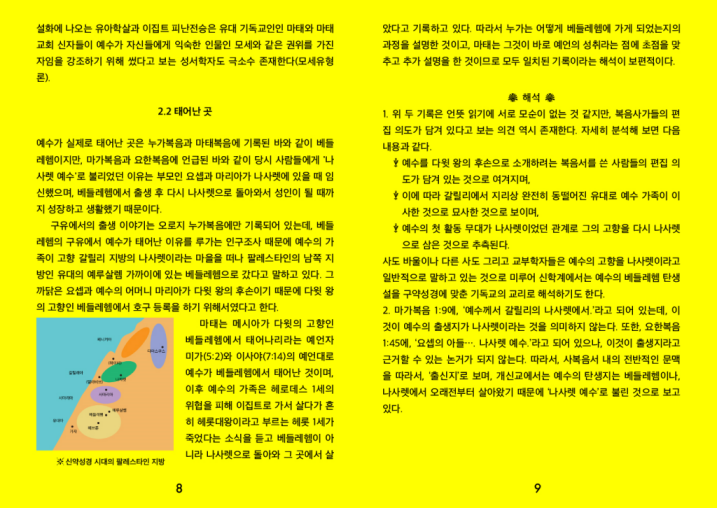 설화에 나오는 유아학살과 이집트 피난전승은 유대 기독교인인 마태와 마태
교회 신자들이 예수가 자신들에게 익숙한 인물인 모세와 같은 권위를 가진
자임을 강조하기 위해 썼다고 보는 성서학자도 극소수 존재한다(모세유형
론).
2.2 태어난 곳
예수가 실제로 태어난 곳은 누가복음과 마태복음에 기록된 바와 같이 베들
레헴이지만, 마가복음과 요한복음에 언급된 바와 같이 당시 사람들에게 '나
사렛 예수'로 불리었던 이유는 부모인 요셉과 마리아가 나사렛에 있을 때 임
신했으며, 베들레헴에서 출생 후 다시 나사렛으로 돌아와서 성인이 될 때까
지 성장하고 생활했기 때문이다.
구유에서의 출생 이야기는 오로지 누가복음에만 기록되어 있는데, 베들
레헴의 구유에서 예수가 태어난 이유를 루가는 인구조사 때문에 예수의 가
족이 고향 갈릴리 지방의 나사렛이라는 마을을 떠나 팔레스타인의 남쪽 지
방인 유대의 예루살렘 가까이에 있는 베들레헴으로 갔다고 말하고 있다. 그
까닭은 요셉과 예수의 어머니 마리아가 다윗의 후손이기 때문에 다윗 왕
의 고향인 베들레헴에서 호구 등록을 하기 위해서였다고 한다.
마태는 메시아가 다윗의 고향인
베들레헴에서 태어나리라는 예언자
미가(5:2)와 이사야(7:14)의 예언대로
예수가 베들레헴에서 태어난 것이며,
이후 예수의 가족은 헤로데스 1세의
위협을 피해 이집트로 가서 살다가 흔
히 헤롯대왕이라고 부르는 헤롯 1세가
죽었다는 소식을 듣고 베들레헴이 아
니라 나사렛으로 돌아와 그 곳에서 살
※ 신약성경 시대의 팔레스타인 지방
8
았다고 기록하고 있다. 따라서 누가는 어떻게 베들레헴에 가게 되었는지의
과정을 설명한 것이고, 마태는 그것이 바로 예언의 성취라는 점에 초점을 맞
추고 추가 설명을 한 것이므로 모두 일치된 기록이라는 해석이 보편적이다.
해석
1. 위 두 기록은 언뜻 읽기에 서로 모순이 없는 것 같지만, 복음사가들의 편
집 의도가 담겨 있다고 보는 의견 역시 존재한다. 자세히 분석해 보면 다음
내용과 같다.
예수를 다윗 왕의 후손으로 소개하려는 복음서를 쓴 사람들의 편집 의
도가 담겨 있는 것으로 여겨지며,
이에 따라 갈릴리에서 지리상 완전히 동떨어진 유대로 예수 가족이 이
사한 것으로 묘사한 것으로 보이며,
예수의 첫 활동 무대가 나사렛이었던 관계로 그의 고향을 다시 나사렛
으로 삼은 것으로 추측된다.
사도 바울이나 다른 사도 그리고 교부학자들은 예수의 고향을 나사렛이라고
일반적으로 말하고 있는 것으로 미루어 신학계에서는 예수의 베들레헴 탄생
설을 구약성경에 맞춘 기독교의 교리로 해석하기도 한다.
2. 마가복음 1:9에, '예수께서 갈릴리의 나사렛에서.'라고 되어 있는데, 이
것이 예수의 출생지가 나사렛이라는 것을 의미하지 않는다. 또한, 요한복음
1:45에, '요셉의 아들…. 나사렛 예수.'라고 되어 있으나, 이것이 출생지라고
근거할 수 있는 논거가 되지 않는다. 따라서, 사복음서 내의 전반적인 문맥
을 따라서, '출신지'로 보며, 개신교에서는 예수의 탄생지는 베들레헴이나,
나사렛에서 오래전부터 살아왔기 때문에 '나사렛 예수'로 불린 것으로 보고
있다.
9